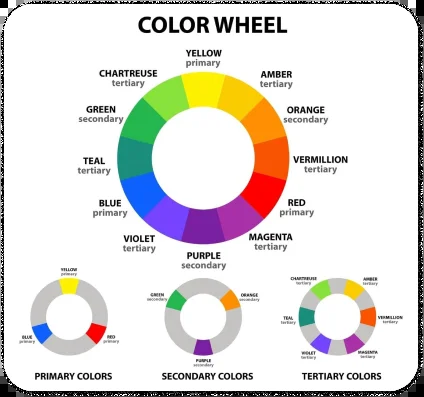 COLOR WHEEL
YELLOW
primary
CHARTREUSE
tertiary
AMBER
tertiary
GREEN
secondary
ORANGE
secondary
TEAL
tertiary
VERMILLION
tertiary
BLUE
primary
RED
primary
VIOLET
tertiary
MAGENTA
tertiary
PURPLE
secondary
YELLOW
primary
BLUE
primary
RED
primary
PRIMARY COLORS
GREEN
secondary
ORANGE
secondary
PURPLE
secondary
SECONDARY COLORS
CHARTREUSE
tertiary
AMBER
tertiary
TEAL
tertiary
VERMILLION
tertiary
VIOLET
tertiary
MAGENTA
tertiary
TERTIARY COLORS